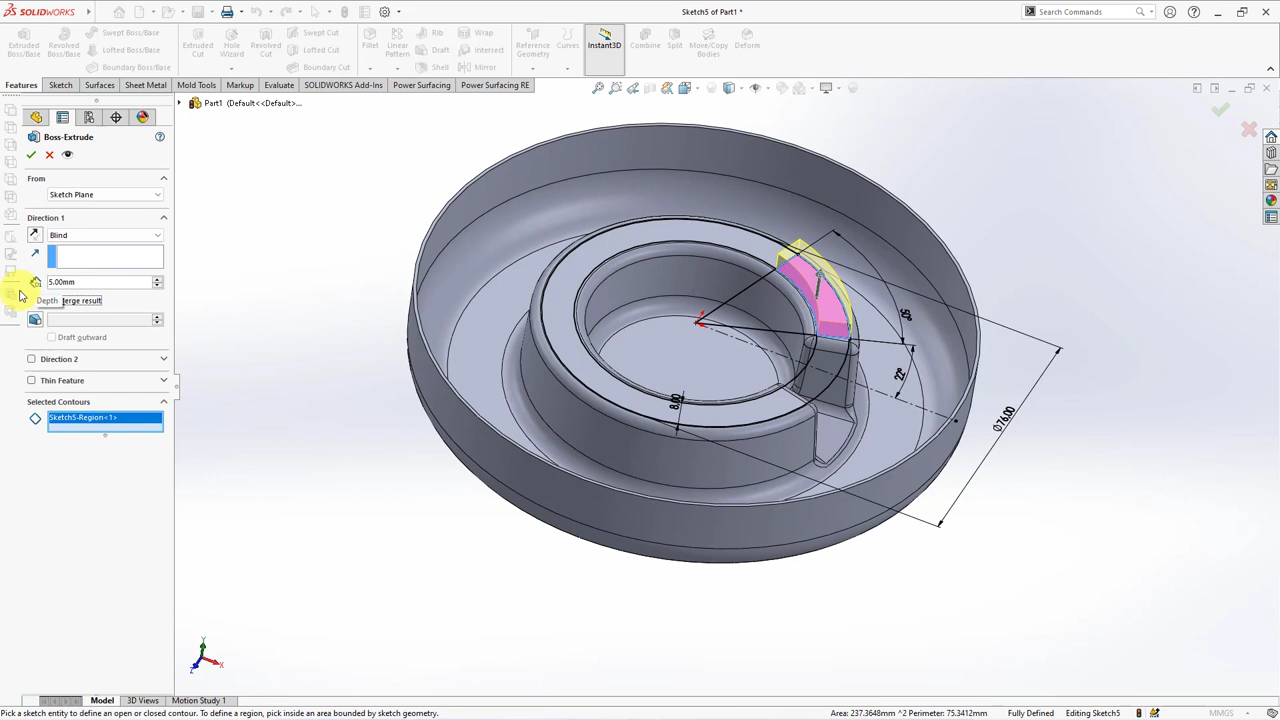 SOLIDWORKS
Sketch5 of Part1 *
Search Commands
Extruded Boss/Base
Revolved Boss/Base
Swept Boss/Base
Lofted Boss/Base
Boundary Boss/Base
Extruded Cut
Hole Wizard
Revolved Cut
Swept Cut
Lofted Cut
Boundary Cut
Fillet
Linear Pattern
Rib
Draft
Shell
Wrap
Intersect
Mirror
Reference Geometry
Curves
Instant3D
Combine
Split
Move/Copy Bodies
Deform
Features
Sketch
Surfaces
Sheet Metal
Mold Tools
Markup
Evaluate
SOLIDWORKS Add-Ins
Power Surfacing
Power Surfacing RE
Part1 (Default<<Default>...
Boss-Extrude
From
Sketch Plane
Direction 1
Blind
5.00mm
Depth
erge result
Draft outward
Direction 2
Thin Feature
Selected Contours
Sketch5-Region<1>
50°
22°
8.00
∅76.00
Y
X
Z
Model
3D Views
Motion Study 1
Pick a sketch entity to define an open or closed contour. To define a region, pick inside an area bounded by sketch geometry.
Area: 237.3648mm ^2 Perimeter: 75.3412mm
Fully Defined
Editing Sketch5
MMGS